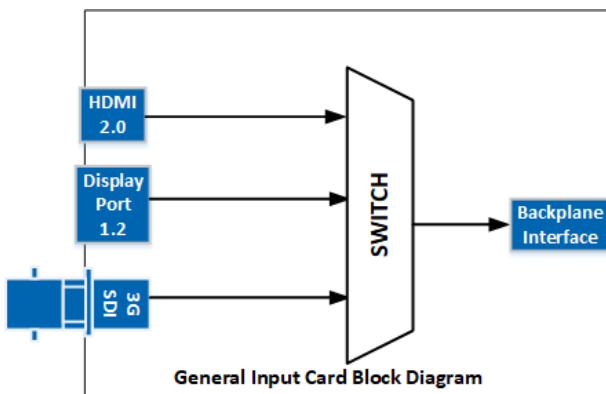 HDMI
2.0
Display
Port
1.2
3G
SDI
SWITCH
Backplane
Interface
General Input Card Block Diagram